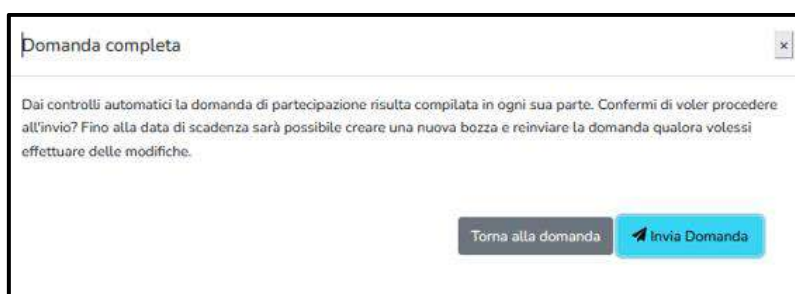 Domanda completa
×
Dai controlli automatici la domanda di partecipazione risulta compilata in ogni sua parte. Confermi di voler procedere
all'invio? Fino alla data di scadenza sarà possibile creare una nuova bozza e reinviare la domanda qualora volessi
effettuare delle modifiche.
Torna alla domanda
Invia Domanda